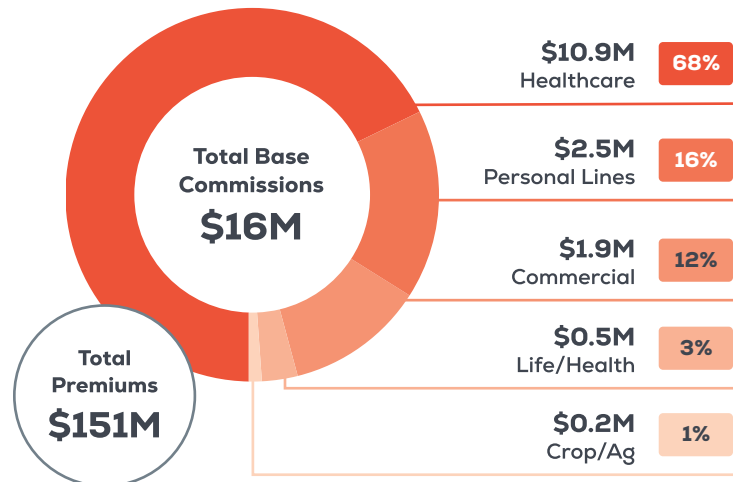 Total Base
Commissions
$16M
Total
Premiums
$151M
$10.9M
Healthcare
68%
$2.5M
Personal Lines
16%
$1.9M
Commercial
12%
$0.5M
Life/Health
3%
$0.2M
Crop/Ag
1%